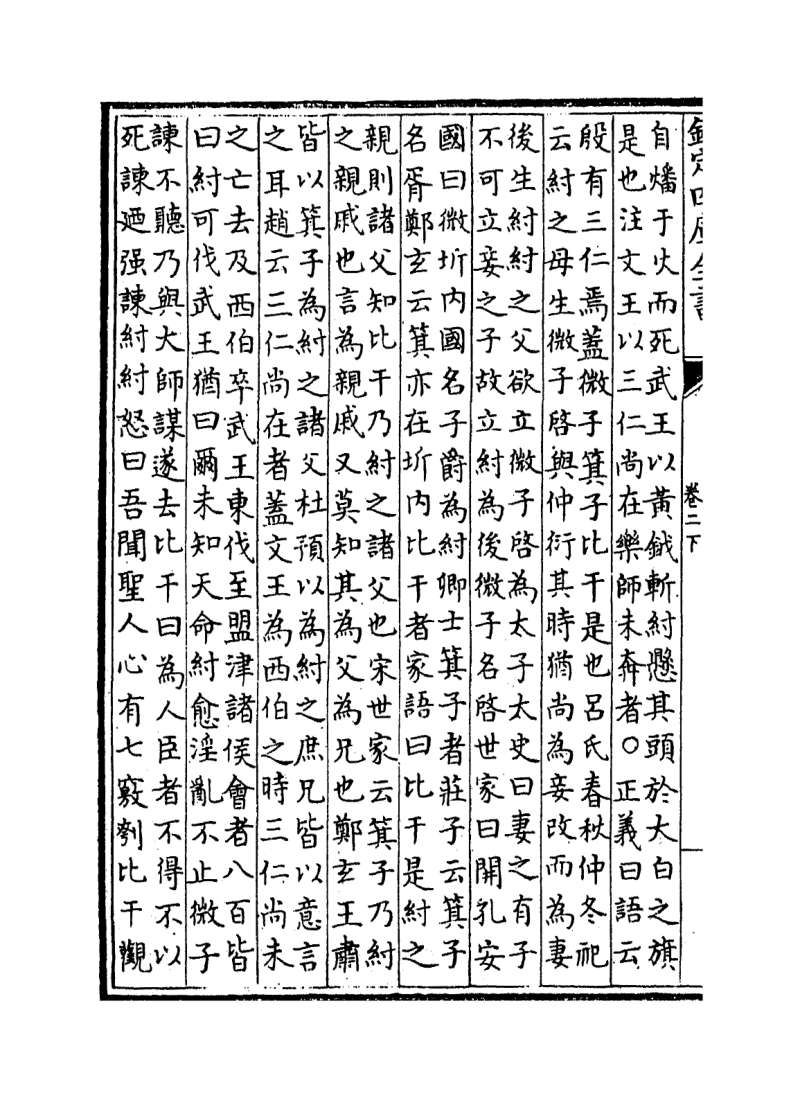 欽定四庫全書
卷二下
自燔于火而死武王以黃鉞斬紂懸其頭於大白之旗
是也注文王以三仁尚在樂師未奔者○正義曰語云
殷有三仁焉蓋微子箕子比干是也呂氏春秋仲冬祀
云紂之母生微子啓與仲衍其時猶尚為妾改而為妻
後生紂紂之父欲立微子啓為太子太史曰妻之有子
不可立妾之子故立紂為後微子名啓世家曰開孔安
國曰微圻内國名子爵為紂卿士箕子者莊子云箕子
名胥鄭玄云箕亦在圻内比干者家語曰比干是紂之
親則諸父知比干乃紂之諸父也宋世家云箕子乃紂
之親戚也言為親戚又莫知其為父為兄也鄭玄王肅
皆以箕子為紂之諸父杜預以為紂之庶兄皆以意言
之耳趙云三仁尚在者蓋文王為西伯之時三仁尚未
之亡去及西伯卒武王東伐至盟津諸侯會者八百皆
曰紂可伐武王猶曰爾未知天命紂愈淫亂不止微子
諫不聽乃與大師謀遂去比干曰為人臣者不得不以
死諫廼强諫紂紂怒曰吾聞聖人心有七竅刳比干觀